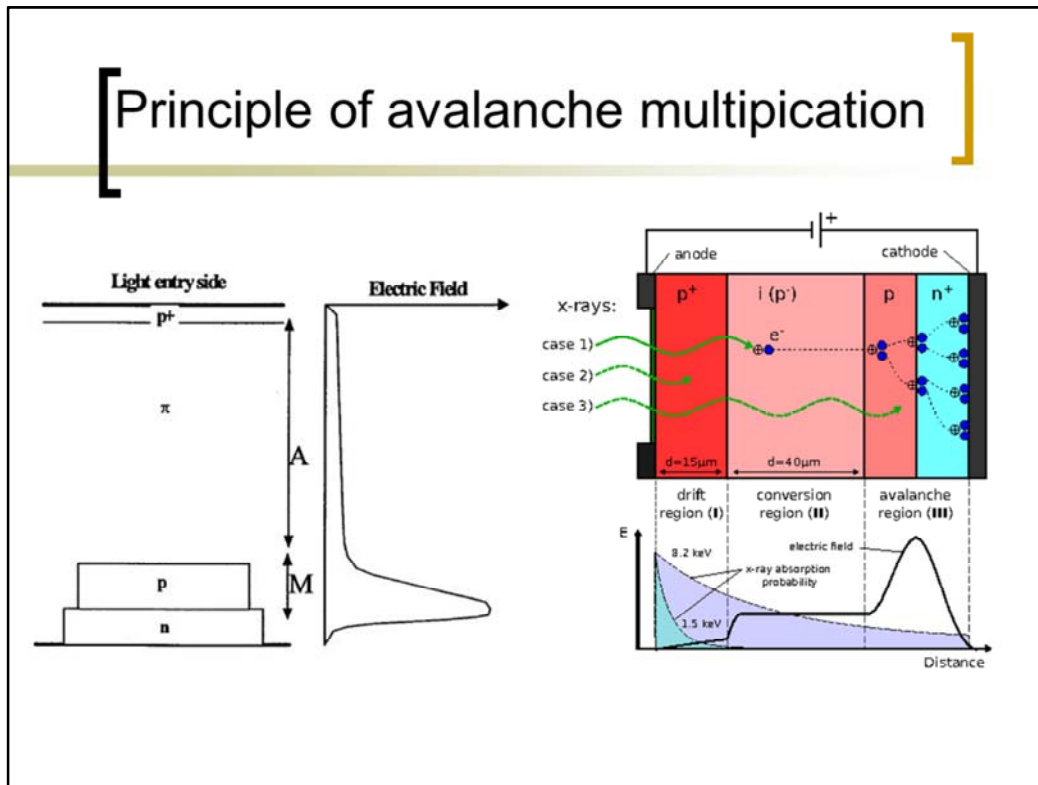 Principle of avalanche multipication
Light entry side
p+
π
A
M
p
n
Electric Field
+
anode
cathode
p+
i (p-)
p
n+
x-rays:
e-
case 1)
case 2)
case 3)
d=15μm
d=40μm
drift
region (I)
conversion
region (II)
avalanche
region (III)
E
8.2 keV
electric field
x-ray absorption
probability
1.5 keV
Distance